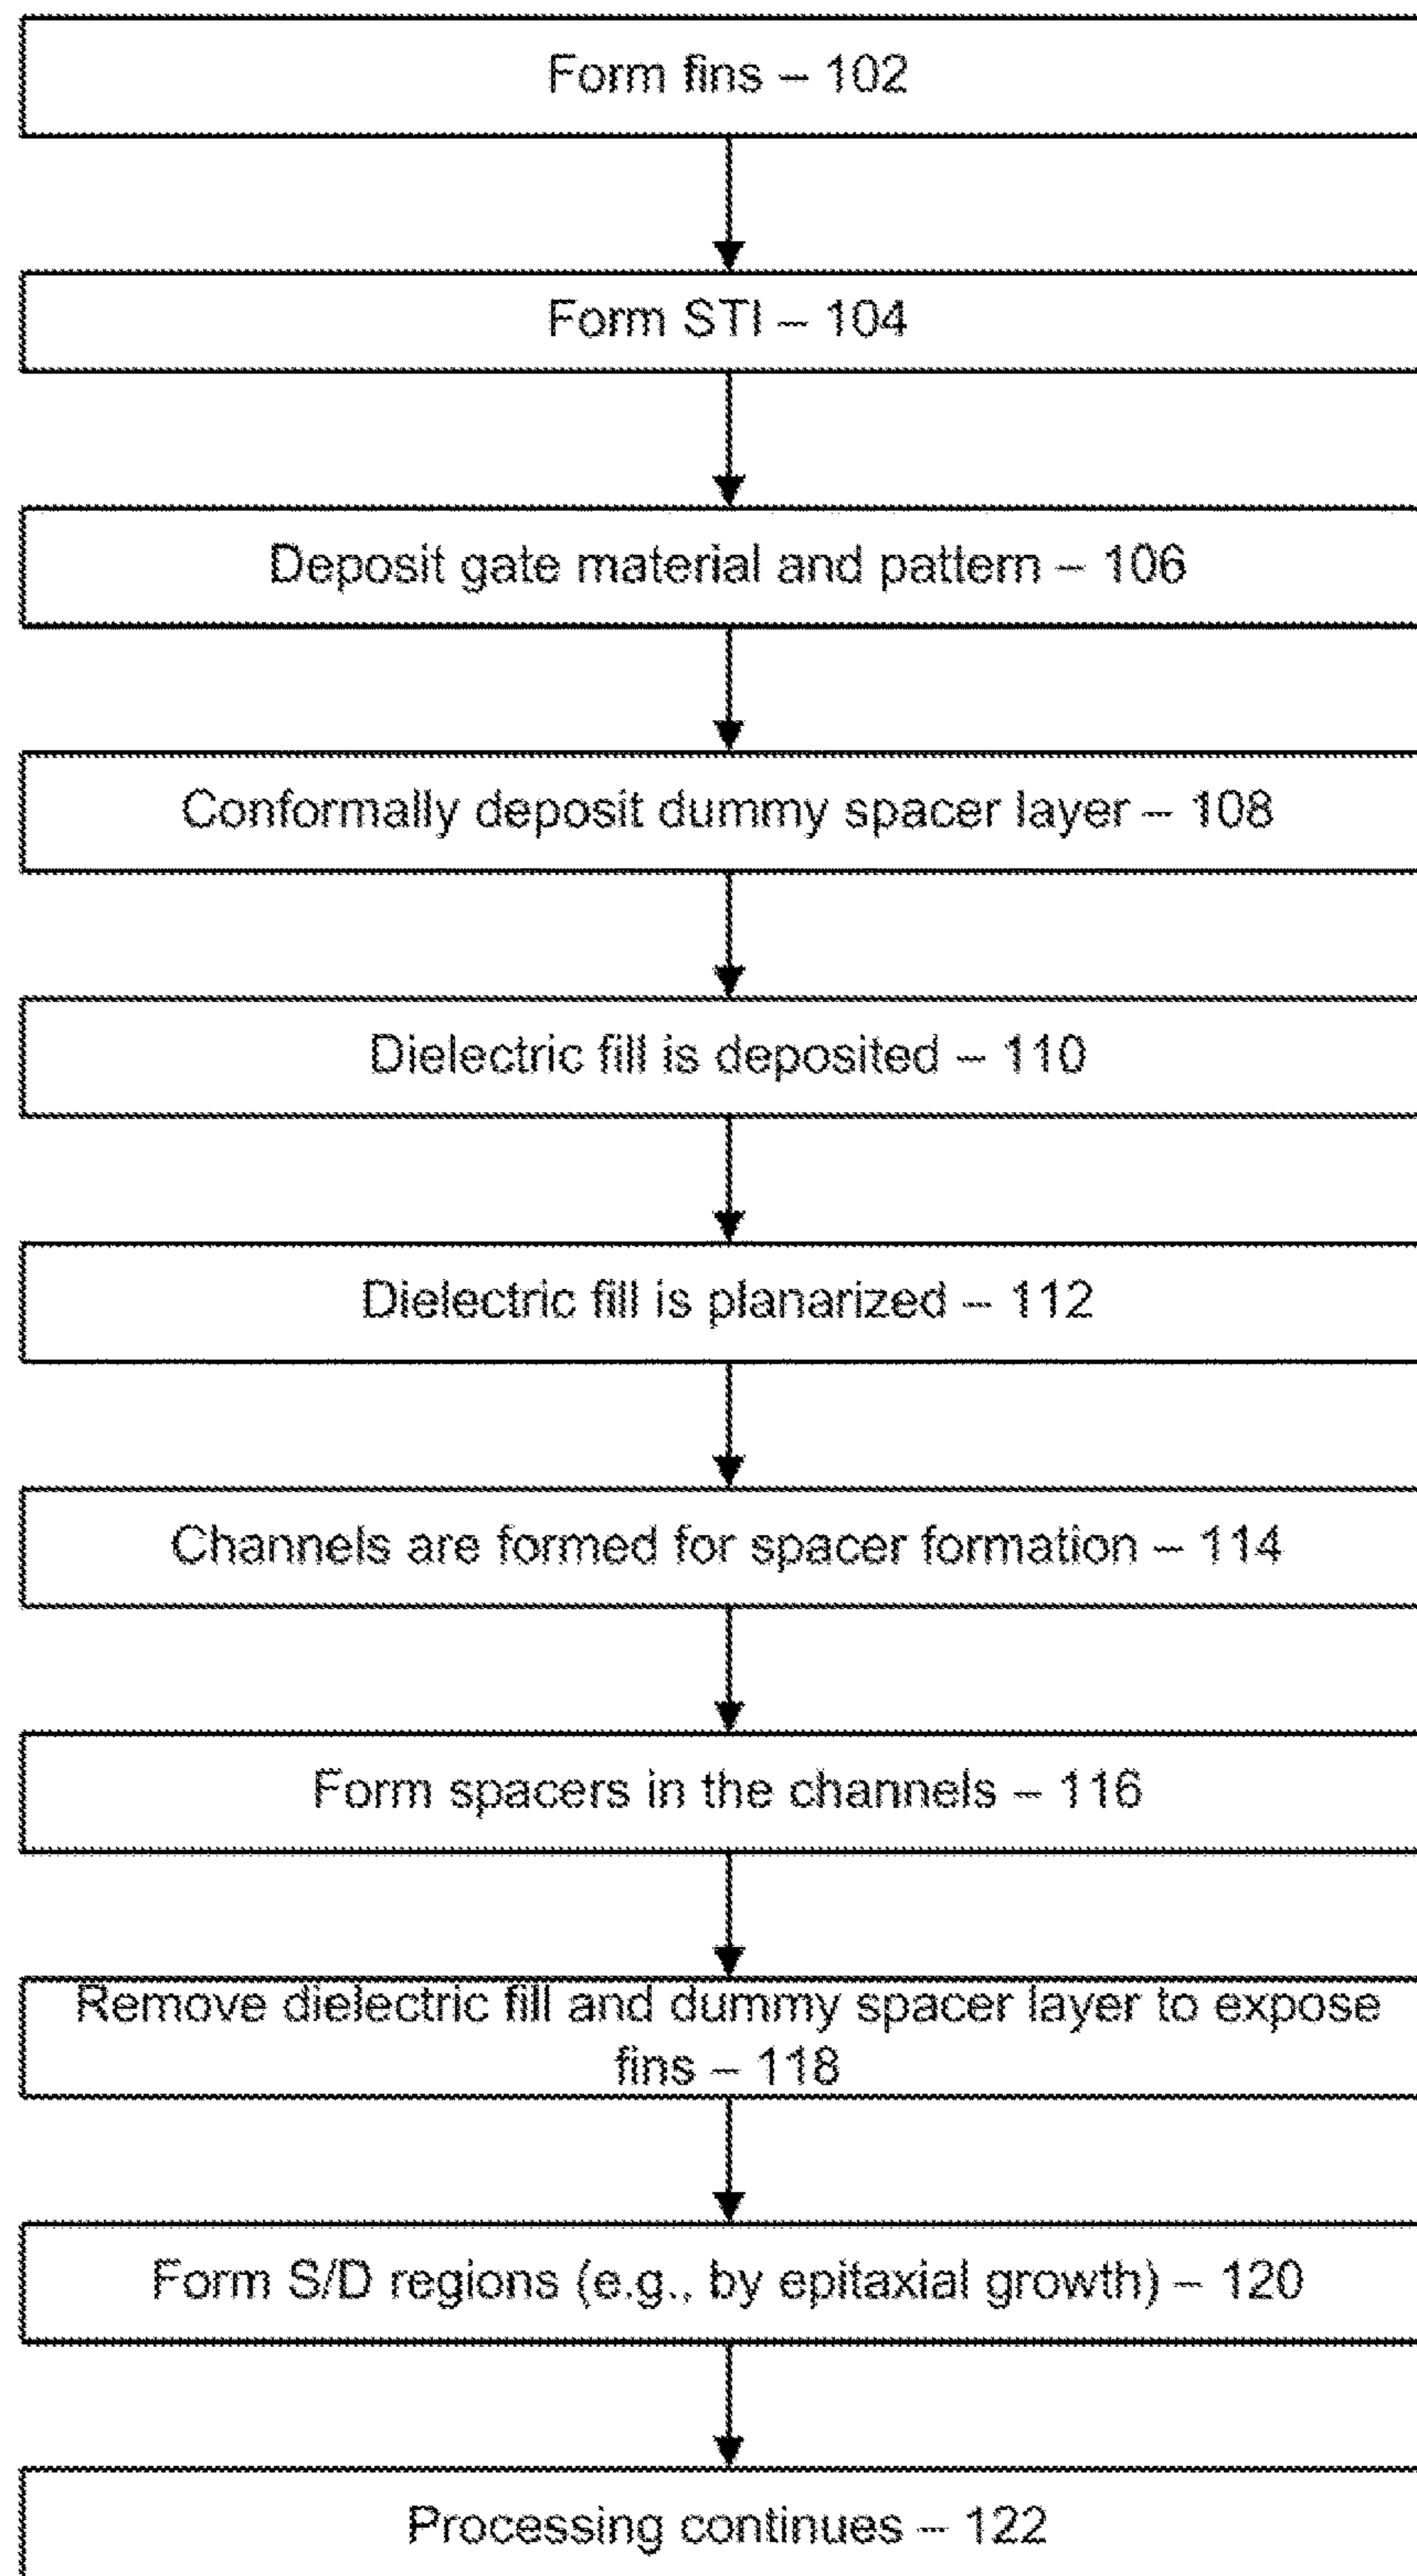 Form fins – 102
Form STI – 104
Deposit gate material and pattern – 106
Conformally deposit dummy spacer layer – 108
Dielectric fill is deposited – 110
Dielectric fill is planarized – 112
Channels are formed for spacer formation – 114
Form spacers in the channels – 116
Remove dielectric fill and dummy spacer layer to expose
fins – 118
Form S/D regions (e.g., by epitaxial growth) – 120
Processing continues – 122